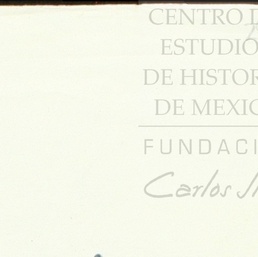 CENTRO D
ESTUDIO
DE HISTOR
DE MEXIC
FUNDACI
Carlos